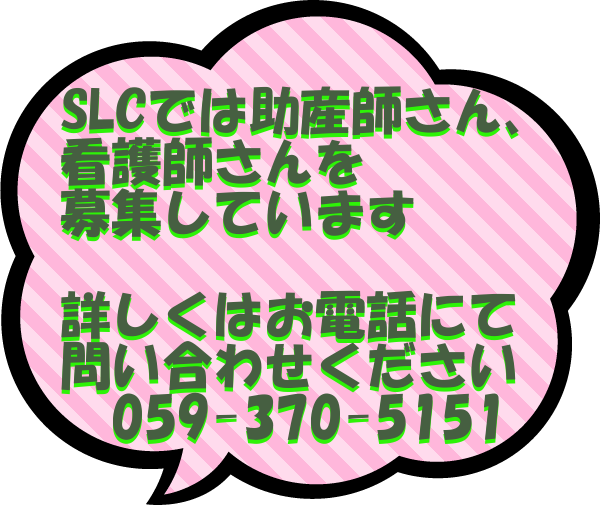 SLCでは助産師さん、
看護師さんを
募集しています
詳しくはお電話にて
問い合わせください
059-370-5151